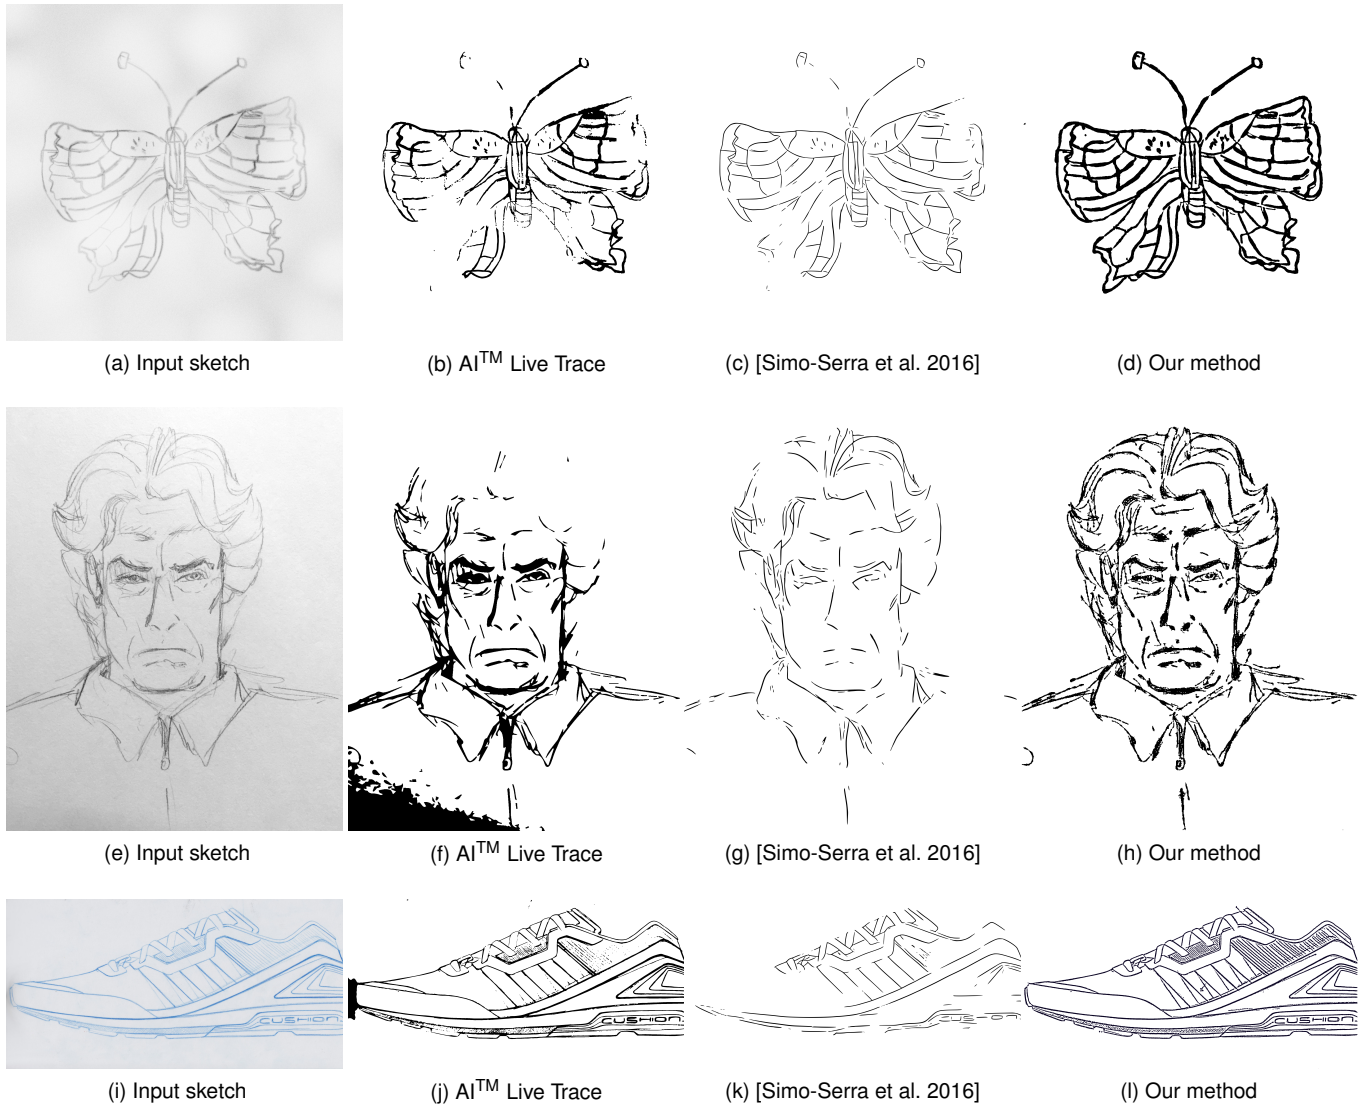 (a) Input sketch
(b) AI™ Live Trace
(c) [Simo-Serra et al. 2016]
(d) Our method
(e) Input sketch
(f) AI™ Live Trace
(g) [Simo-Serra et al. 2016]
(h) Our method
CUSHION
CUSHION
CUSHION
(i) Input sketch
(j) AI™ Live Trace
(k) [Simo-Serra et al. 2016]
(l) Our method